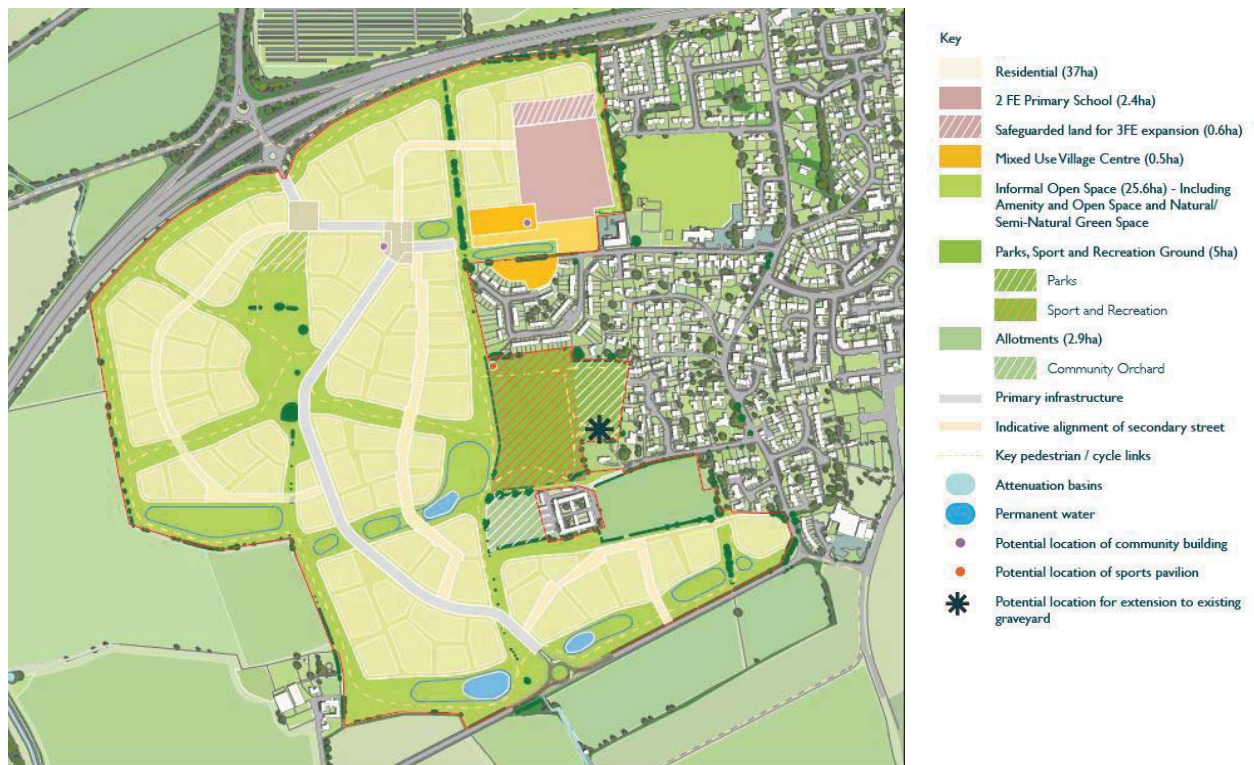 Key
Residential (37ha)
2 FE Primary School (2.4ha)
Safeguarded land for 3FE expansion (0.6ha)
Mixed Use Village Centre (0.5ha)
Informal Open Space (25.6ha) - Including
Amenity and Open Space and Natural/
Semi-Natural Green Space
Parks, Sport and Recreation Ground (5ha)
Parks
Sport and Recreation
Allotments (2.9ha)
Community Orchard
Primary infrastructure
Indicative alignment of secondary street
Key pedestrian / cycle links
Attenuation basins
Permanent water
Potential location of community building
Potential location of sports pavilion
Potential location for extension to existing
graveyard